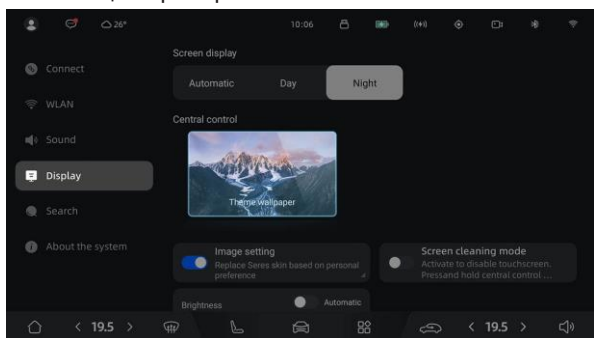 26°
10:06
Screen display
Connect
Automatic Day Night
WLAN
Central control
Sound
Theme wallpaper
Display
Search
About the system
Image setting
Replace Seres skin based on personal
preference
Screen cleaning mode
Activate to disable touchscreen.
Pressand hold central control ...
Brightness
Automatic
< 19.5 >
< 19.5 >